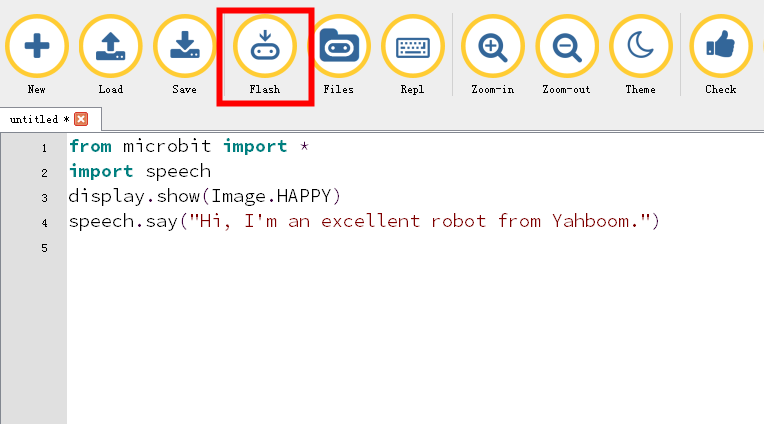 New Load Save Flash Files Repl Zoom-in Zoom-out Theme Check
untitled *
1 from microbit import *
2 import speech
3 display.show(Image.HAPPY)
4 speech.say("Hi, I'm an excellent robot from Yahboom.")
5